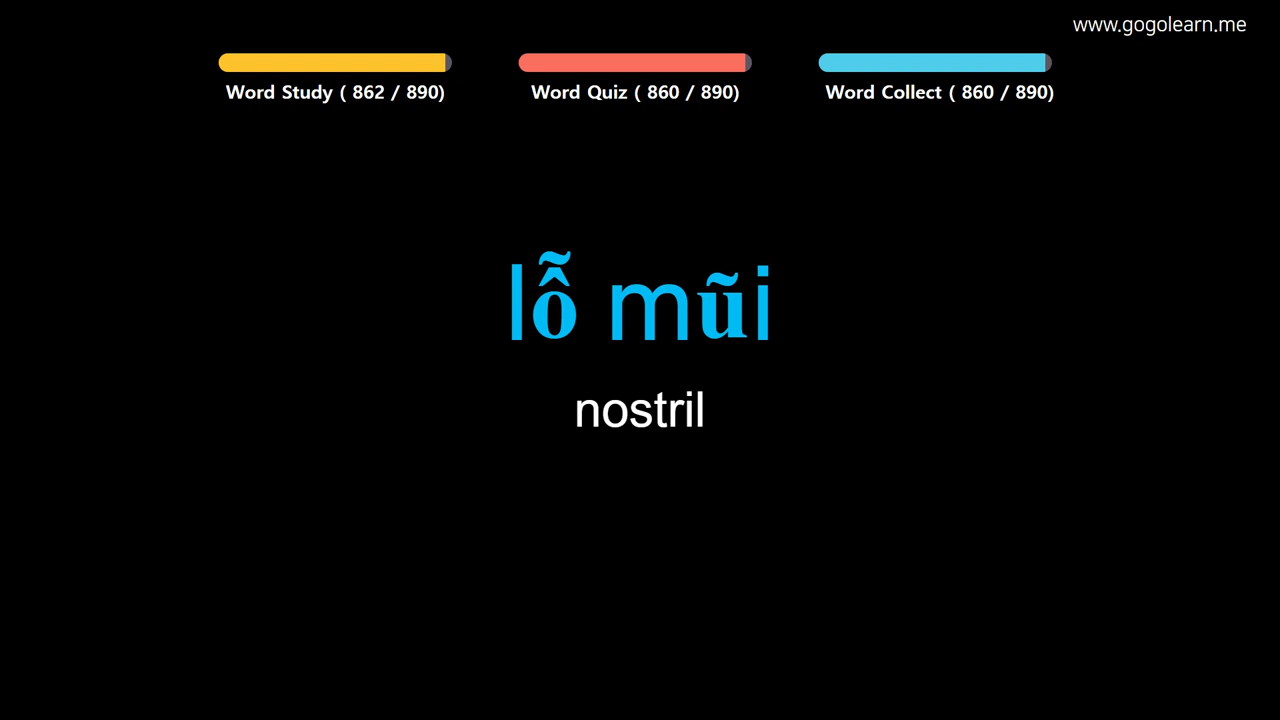 www.gogolearn.me
Word Study ( 862 / 890)
Word Quiz ( 860 / 890)
Word Collect ( 860 / 890)
lỗ mũi
nostril